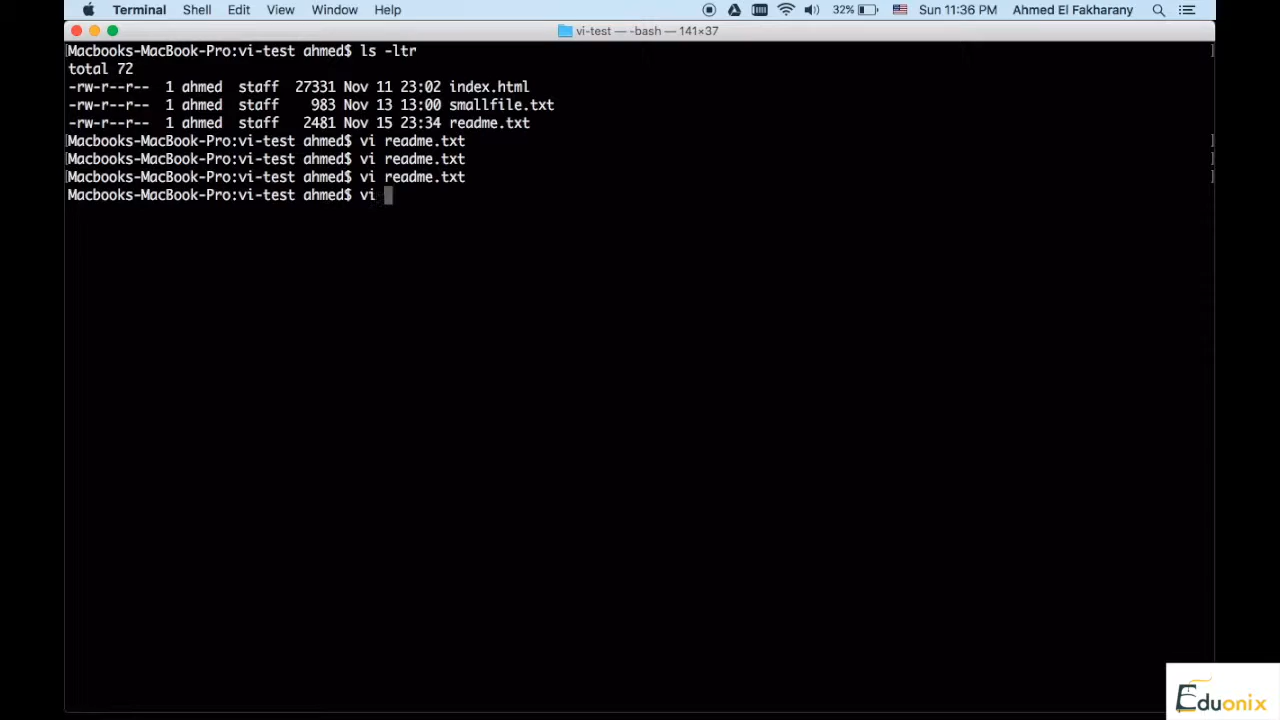 Terminal Shell Edit View Window Help 32% Sun 11:36 PM Ahmed El Fakharany
vi-test — -bash — 141×37
Macbooks-MacBook-Pro:vi-test ahmed$ ls -ltr
total 72
-rw-r--r-- 1 ahmed staff 27331 Nov 11 23:02 index.html
-rw-r--r-- 1 ahmed staff 983 Nov 13 13:00 smallfile.txt
-rw-r--r-- 1 ahmed staff 2481 Nov 15 23:34 readme.txt
[Macbooks-MacBook-Pro:vi-test ahmed$ vi readme.txt ]
[Macbooks-MacBook-Pro:vi-test ahmed$ vi readme.txt ]
[Macbooks-MacBook-Pro:vi-test ahmed$ vi readme.txt ]
Macbooks-MacBook-Pro:vi-test ahmed$ vi
Eduonix